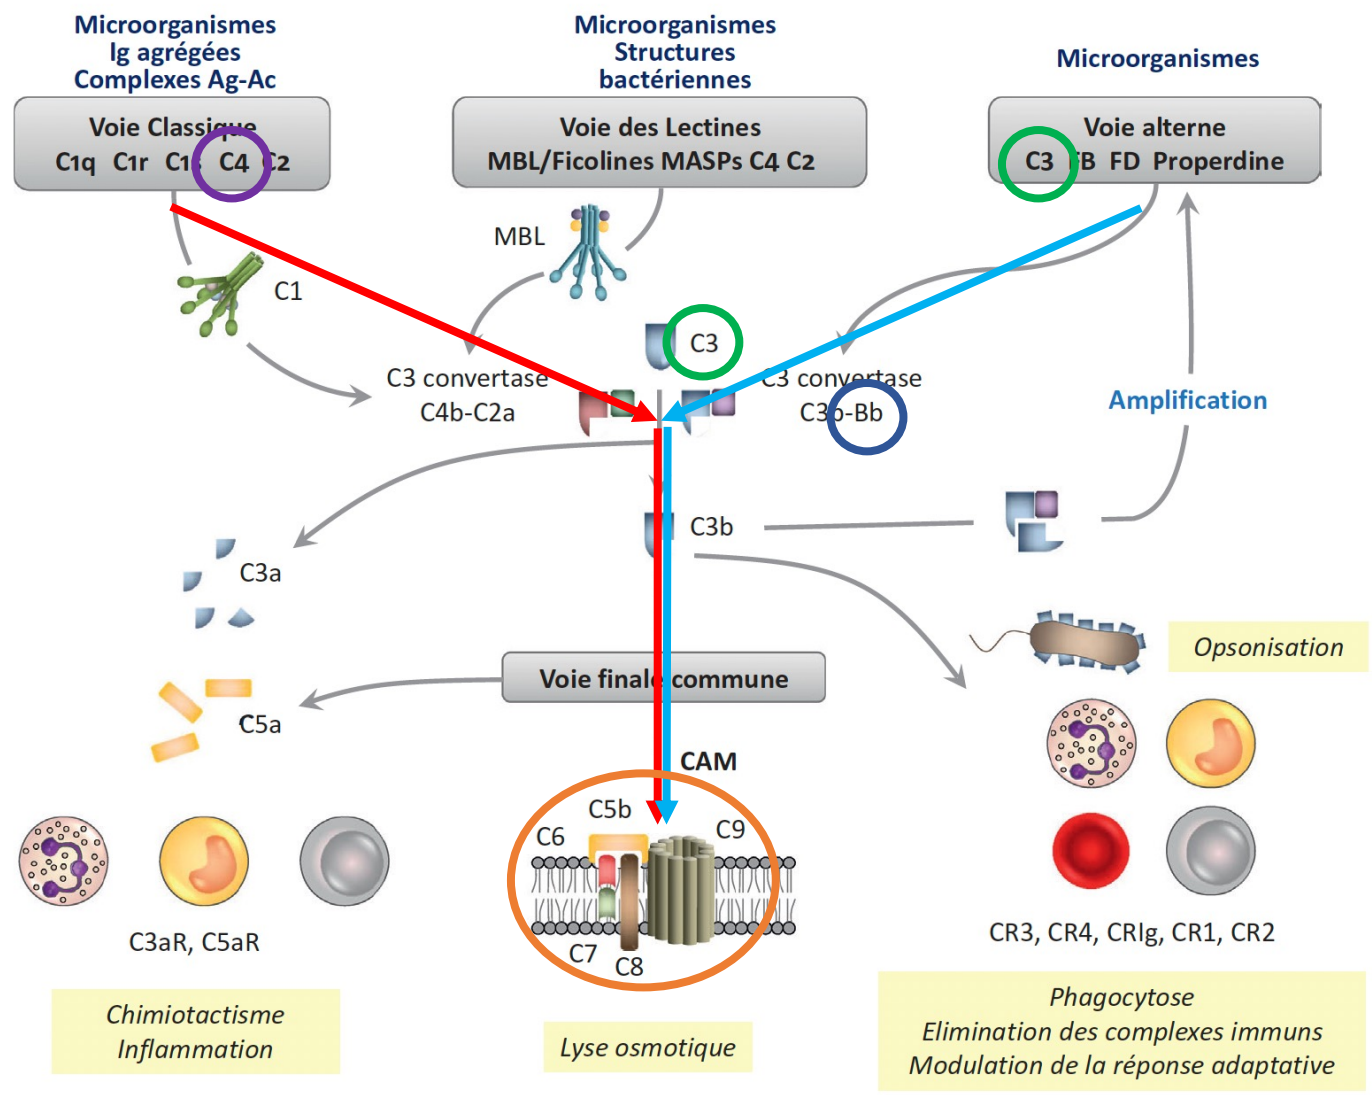 Microorganismes
Ig agrégées
Complexes Ag-Ac
Microorganismes
Structures
bactériennes
Microorganismes
Voie Classique
C1q C1r C1s C4 C2
Voie des Lectines
MBL/Ficolines MASPs C4 C2
Voie alterne
C3 FB FD Properdine
MBL
C1
C3
C3 convertase
C4b-C2a
C3 convertase
C3b-Bb
Amplification
C3b
C3a
Opsonisation
Voie finale commune
C5a
CAM
C5b
C6
C9
C7
C8
C3aR, C5aR
CR3, CR4, CRIg, CR1, CR2
Chimiotactisme
Inflammation
Lyse osmotique
Phagocytose
Elimination des complexes immuns
Modulation de la réponse adaptative